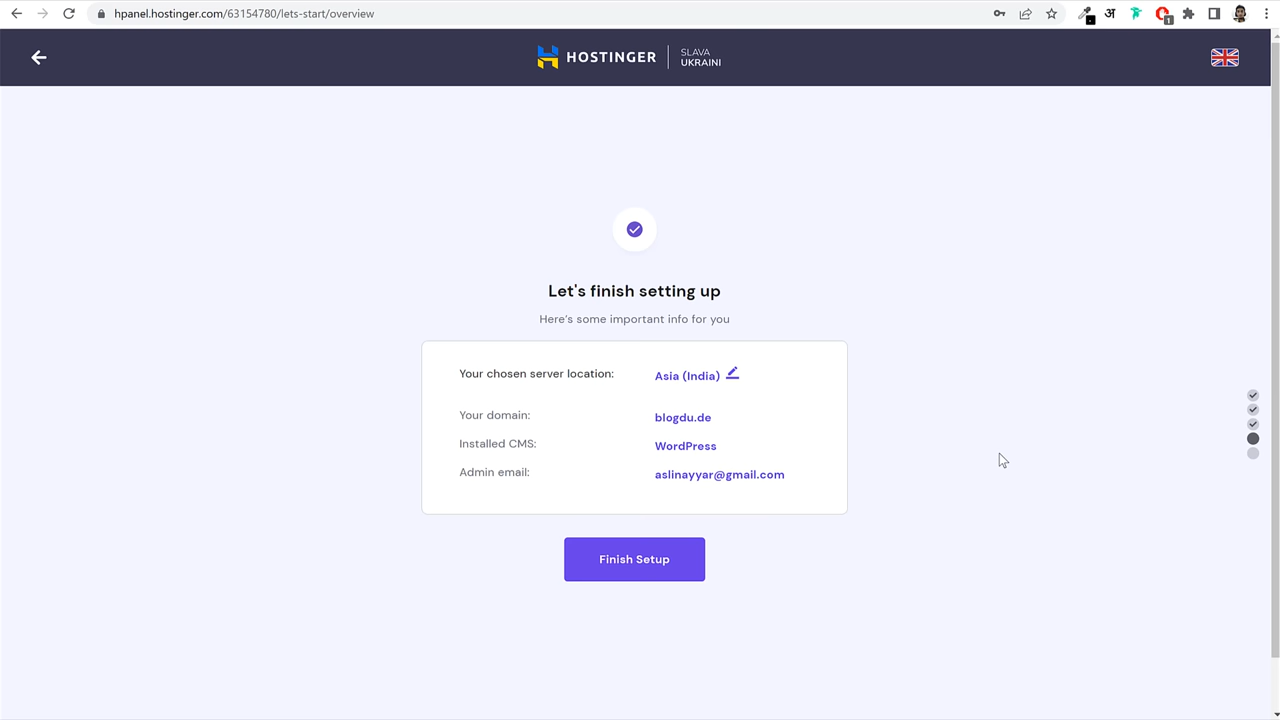 hpanel.hostinger.com/63154780/lets-start/overview
अ
1
HOSTINGER
SLAVA
UKRAINI
Let's finish setting up
Here's some important info for you
Your chosen server location: Asia (India)
Your domain: blogdu.de
Installed CMS: WordPress
Admin email: aslinayyar@gmail.com
Finish Setup